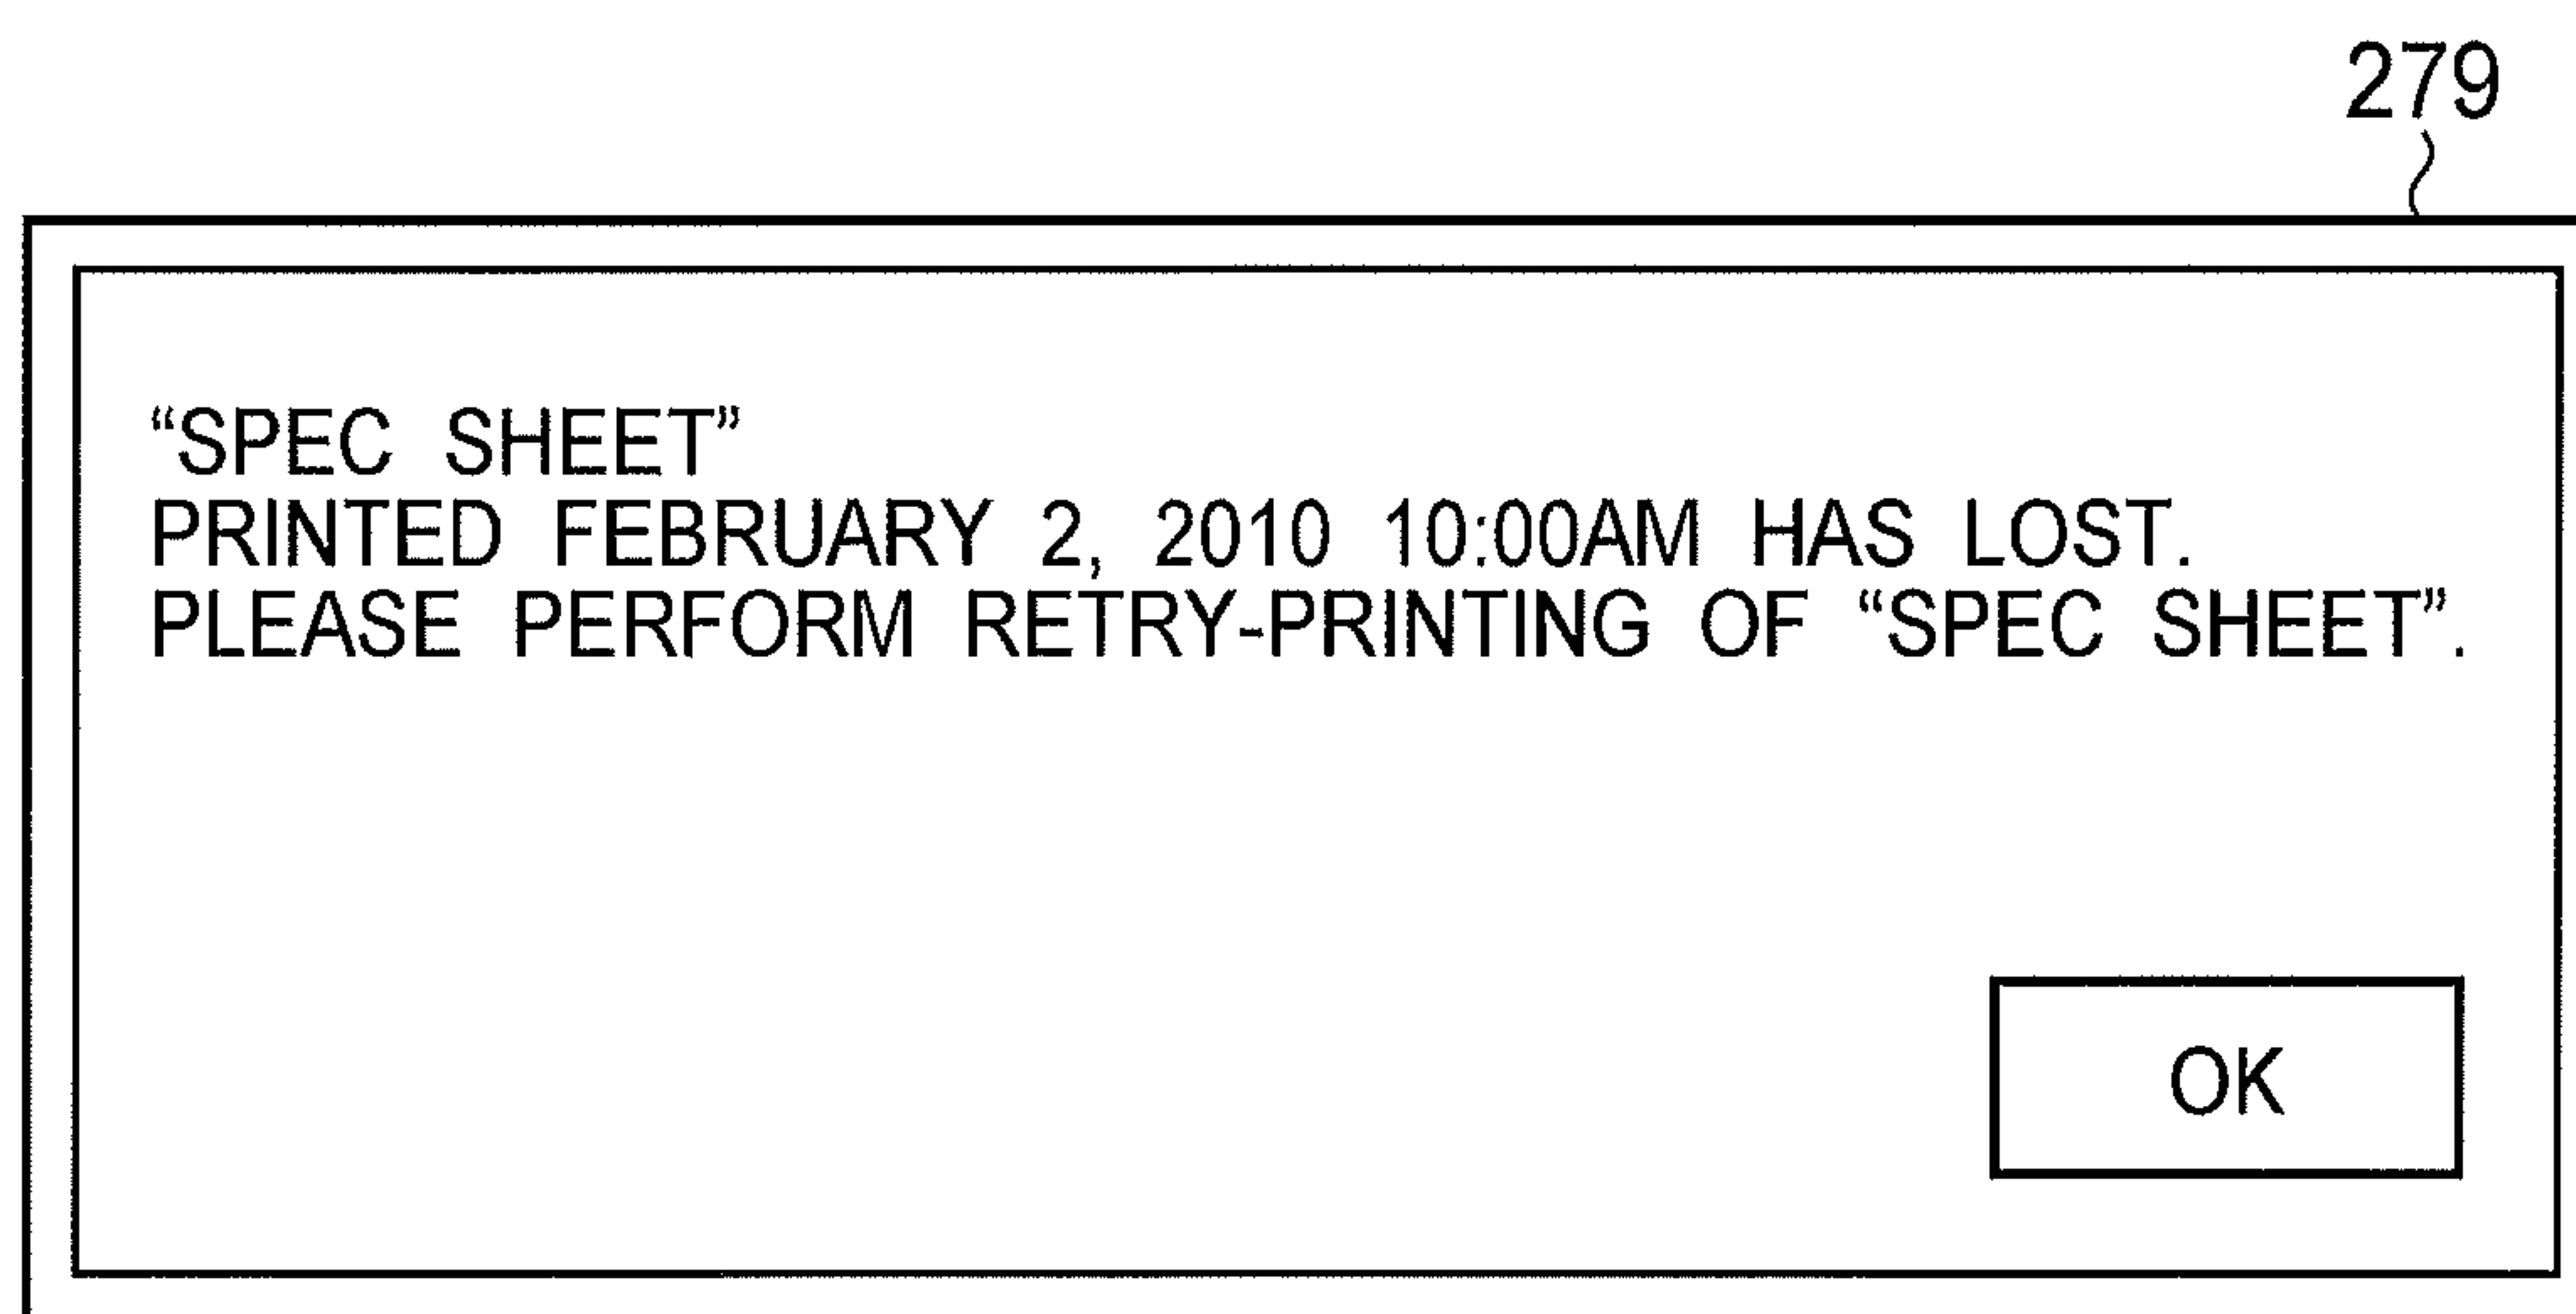 279
“SPEC SHEET”
PRINTED FEBRUARY 2, 2010 10:00AM HAS LOST.
PLEASE PERFORM RETRY-PRINTING OF “SPEC SHEET”.
OK